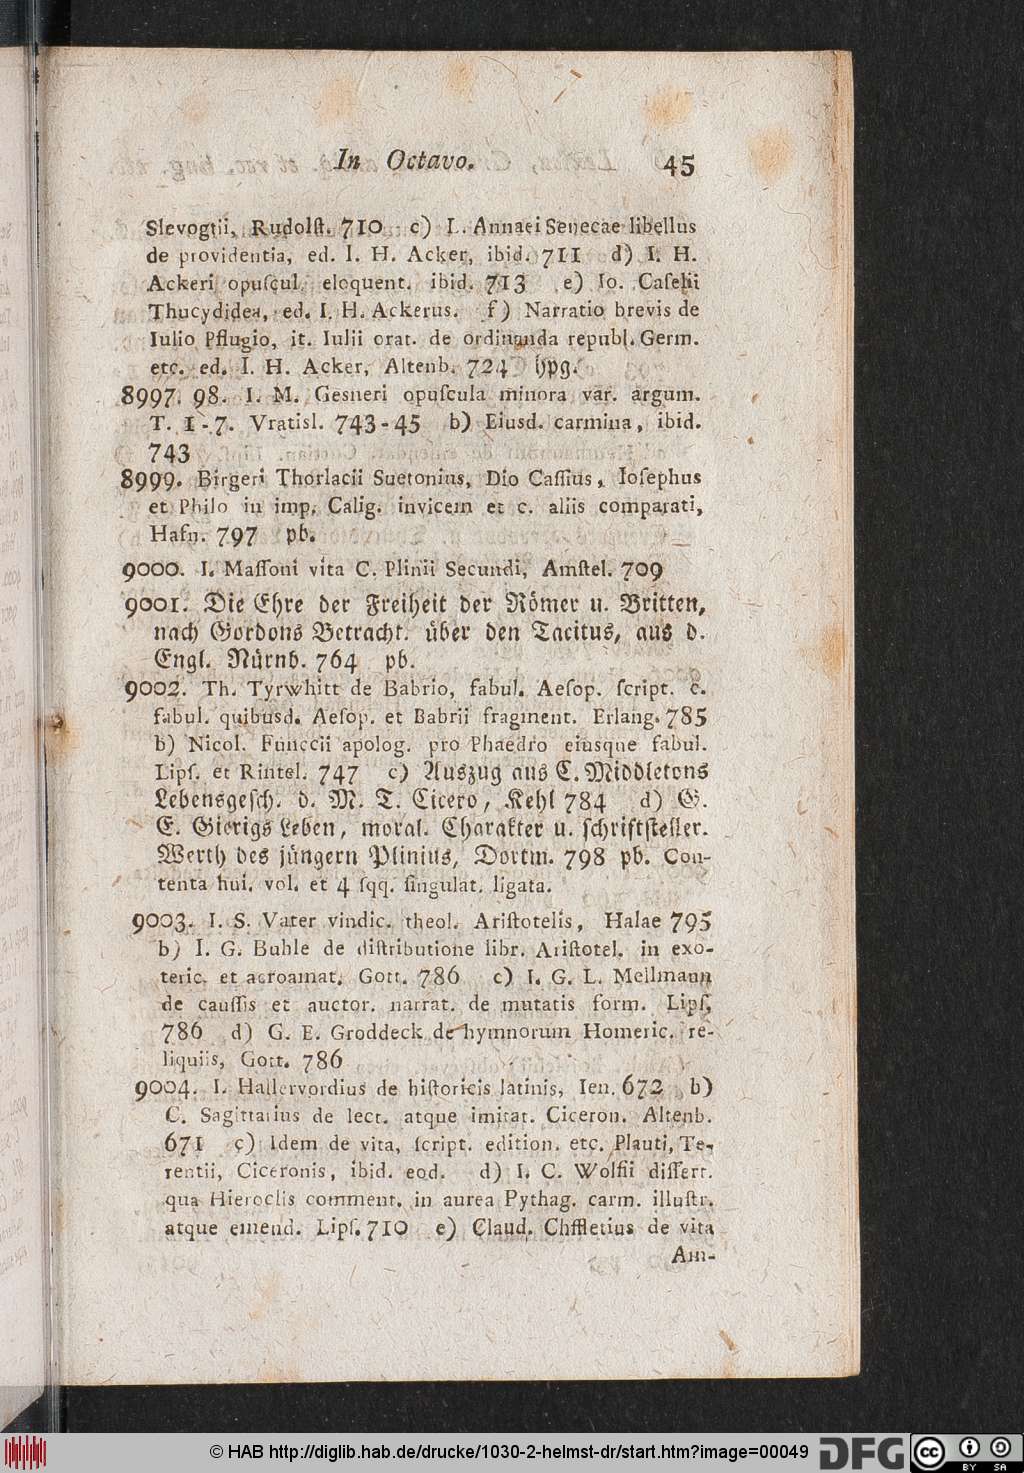 In Octavo. 45
Slevogtii, Rudolſt. 710 c) L. Annaei Senecae libellus
de providentia, ed. I. H. Acker, ibid. 711 d) I. H.
Ackeri opuſcul. eloquent. ibid. 713 e) Io. Caſelii
Thucydidea, ed. I. H. Ackerus. f) Narratio brevis de
Iulio Pflugio, it. Iulii orat. de ordinanda republ. Germ.
etc. ed. I. H. Acker, Altenb. 724 hpg.
8997. 98. I. M. Gesneri opuſcula minora var. argum.
T. 1-7. Vratisl. 743-45 b) Eiusd. carmina, ibid.
743
8999. Birgeri Thorlacii Suetonius, Dio Caſſius, Ioſephus
et Philo in imp. Calig. invicem et c. aliis comparati,
Hafn. 797 pb.
9000. I. Maſſoni vita C. Plinii Secundi, Amſtel. 709
9001. Die Ehre der Freiheit der Römer u. Britten,
nach Gordons Betracht. über den Tacitus, aus d.
Engl. Nürnb. 764 pb.
9002. Th. Tyrwhitt de Babrio, fabul. Aeſop. ſcript. c.
fabul. quibusd. Aeſop. et Babrii fragment. Erlang. 785
b) Nicol. Funccii apolog. pro Phaedro eiusque fabul.
Lipſ. et Rintel. 747 c) Auszug aus C. Middletons
Lebensgeſch. d. M. T. Cicero, Kehl 784 d) G.
E. Gierigs Leben, moral. Charakter u. ſchriftſteller.
Werth des jüngern Plinius, Dortm. 798 pb. Con-
tenta hui. vol. et 4 ſqq. ſingulat. ligata.
9003. I. S. Vater vindic. theol. Ariſtotelis, Halae 795
b) I. G. Buhle de diſtributione libr. Ariſtotel. in exo-
teric. et acroamat. Gott. 786 c) I. G. L. Mellmann
de cauſſis et auctor. narrat. de mutatis form. Lipſ.
786 d) G. E. Groddeck de hymnorum Homeric. re-
liquiis, Gott. 786
9004. I. Hallervordius de hiſtoricis latinis, Ien. 672 b)
C. Sagittarius de lect. atque imitat. Ciceron. Altenb.
671 c) Idem de vita, ſcript. edition. etc. Plauti, Te-
rentii, Ciceronis, ibid. eod. d) I. C. Wolfii diſſert.
qua Hieroclis comment. in aurea Pythag. carm. illuſtr.
atque emend. Lipſ. 710 e) Claud. Chffletius de vita
Am-
© HAB http://diglib.hab.de/drucke/1030-2-helmst-dr/start.htm?image=00049 DFG cc BY SA